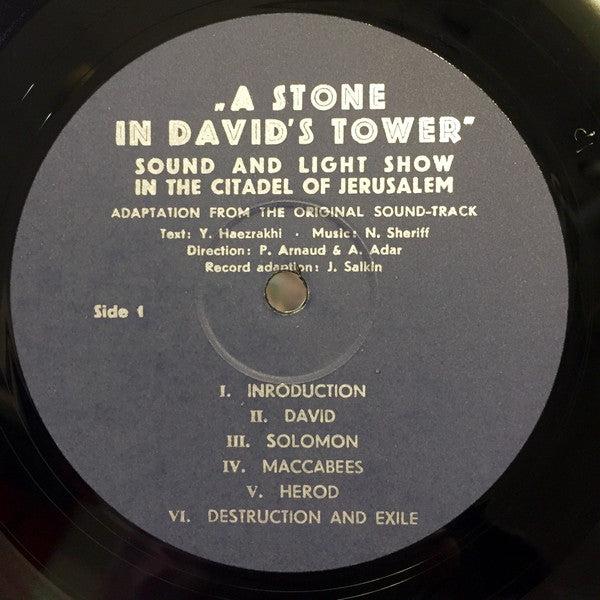 „A STONE
IN DAVID'S TOWER"
SOUND AND LIGHT SHOW
IN THE CITADEL OF JERUSALEM
ADAPTATION FROM THE ORIGINAL SOUND-TRACK
Text: Y. Haezrakhi · Music: N. Sheriff
Direction: P. Arnaud & A. Adar
Record adaption: J. Salkin
Side 1
I. INRODUCTION
II. DAVID
III. SOLOMON
IV. MACCABEES
V. HEROD
VI. DESTRUCTION AND EXILE